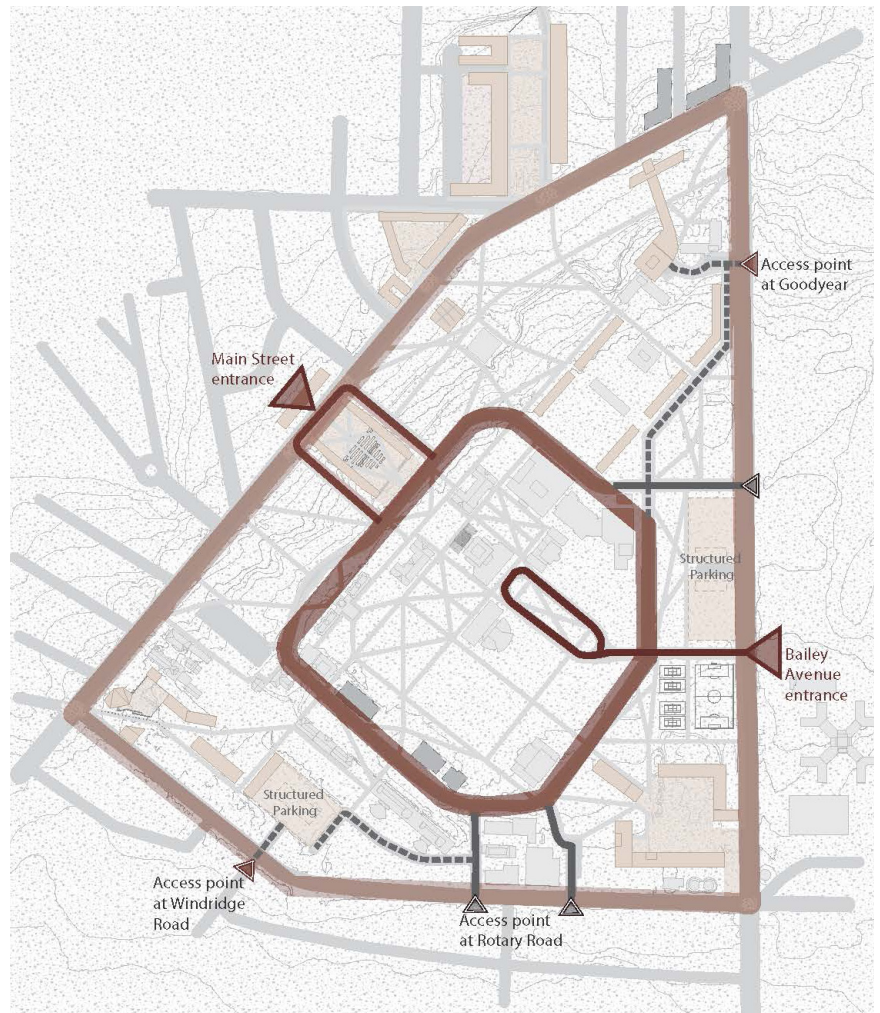 Access point
at Goodyear
Main Street
entrance
Structured
Parking
Bailey
Avenue
entrance
Structured
Parking
Access point
at Windridge
Road
Access point
at Rotary Road